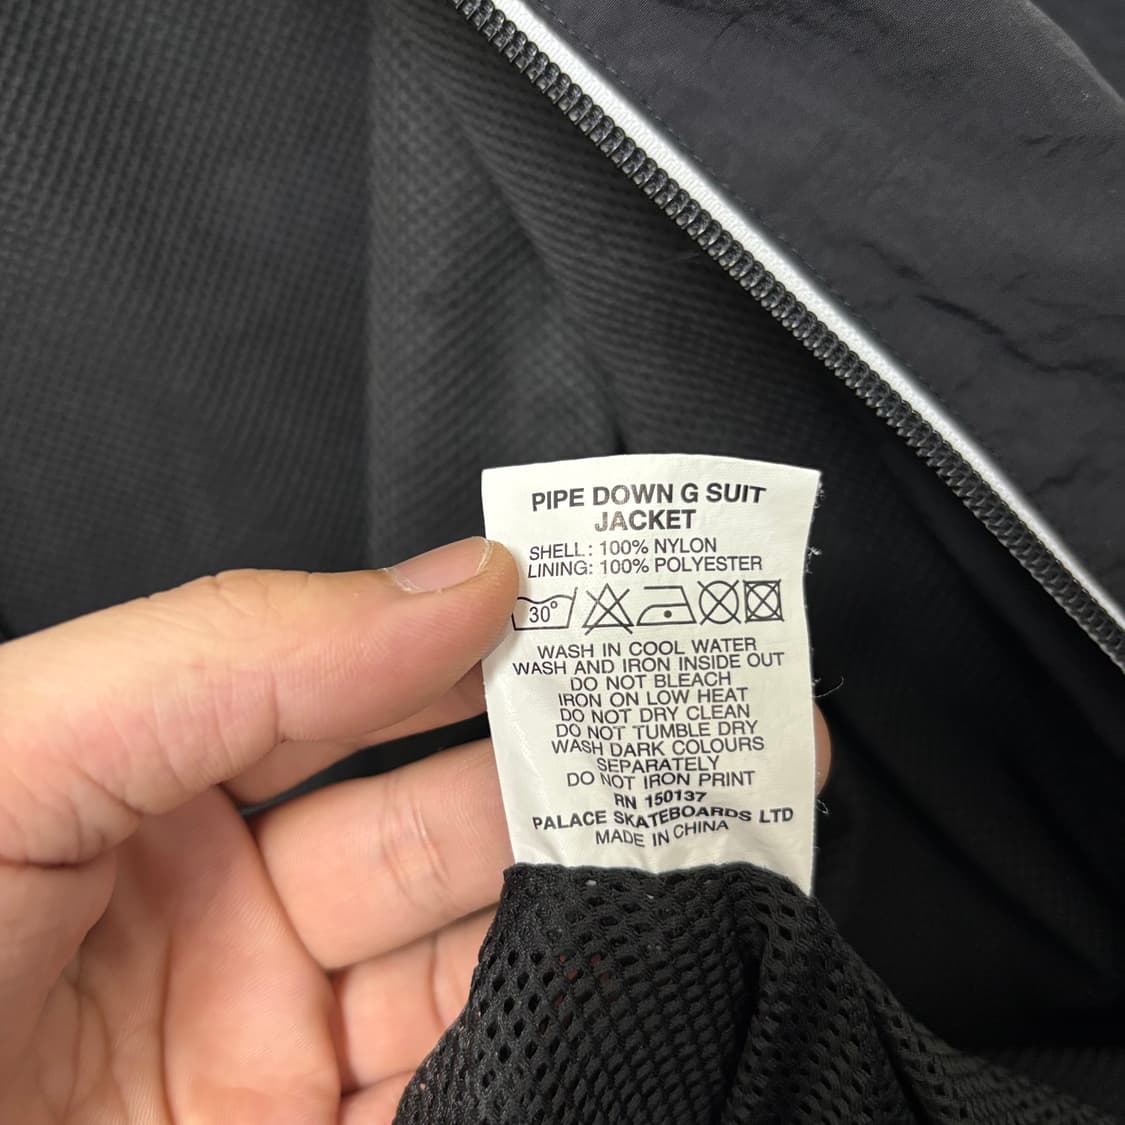 PIPE DOWN G SUIT
JACKET
SHELL: 100% NYLON
LINING: 100% POLYESTER
30°
WASH IN COOL WATER
WASH AND IRON INSIDE OUT
DO NOT BLEACH
IRON ON LOW HEAT
DO NOT DRY CLEAN
DO NOT TUMBLE DRY
WASH DARK COLOURS
SEPARATELY
DO NOT IRON PRINT
RN 150137
PALACE SKATEBOARDS LTD
MADE IN CHINA